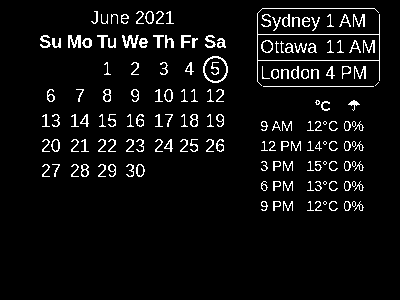 June 2021
Su Mo Tu We Th Fr Sa
1 2 3 4 5
6 7 8 9 10 11 12
13 14 15 16 17 18 19
20 21 22 23 24 25 26
27 28 29 30
Sydney 1 AM
Ottawa 11 AM
London 4 PM
°C ☂
9 AM 12°C 0%
12 PM 14°C 0%
3 PM 15°C 0%
6 PM 13°C 0%
9 PM 12°C 0%